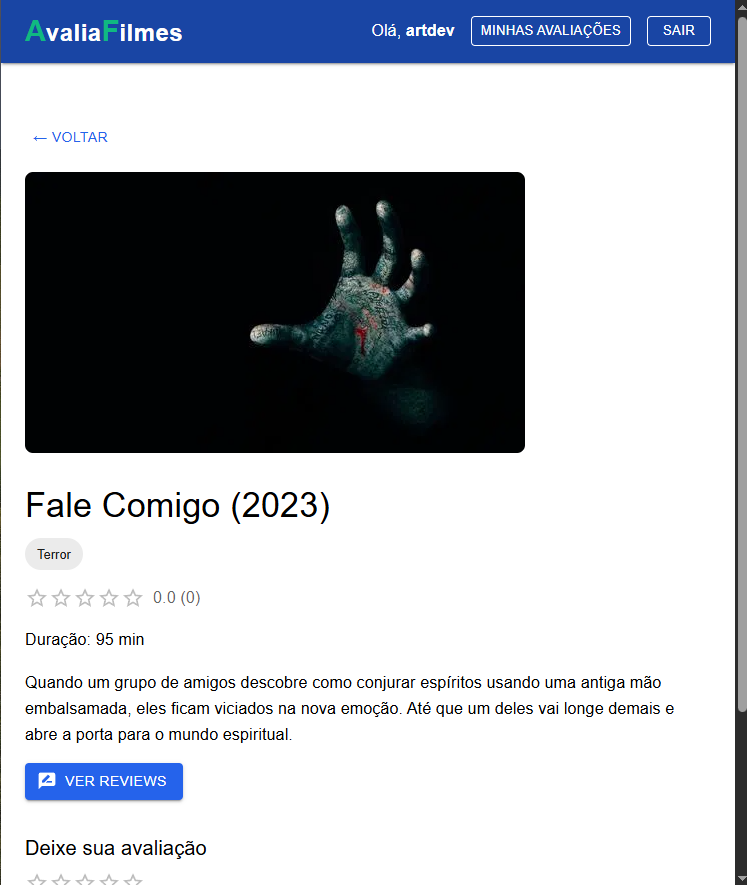 AvaliaFilmes
Olá, artdev
MINHAS AVALIAÇÕES
SAIR
← VOLTAR
Fale Comigo (2023)
Terror
0.0 (0)
Duração: 95 min
Quando um grupo de amigos descobre como conjurar espíritos usando uma antiga mão
embalsamada, eles ficam viciados na nova emoção. Até que um deles vai longe demais e
abre a porta para o mundo espiritual.
VER REVIEWS
Deixe sua avaliação